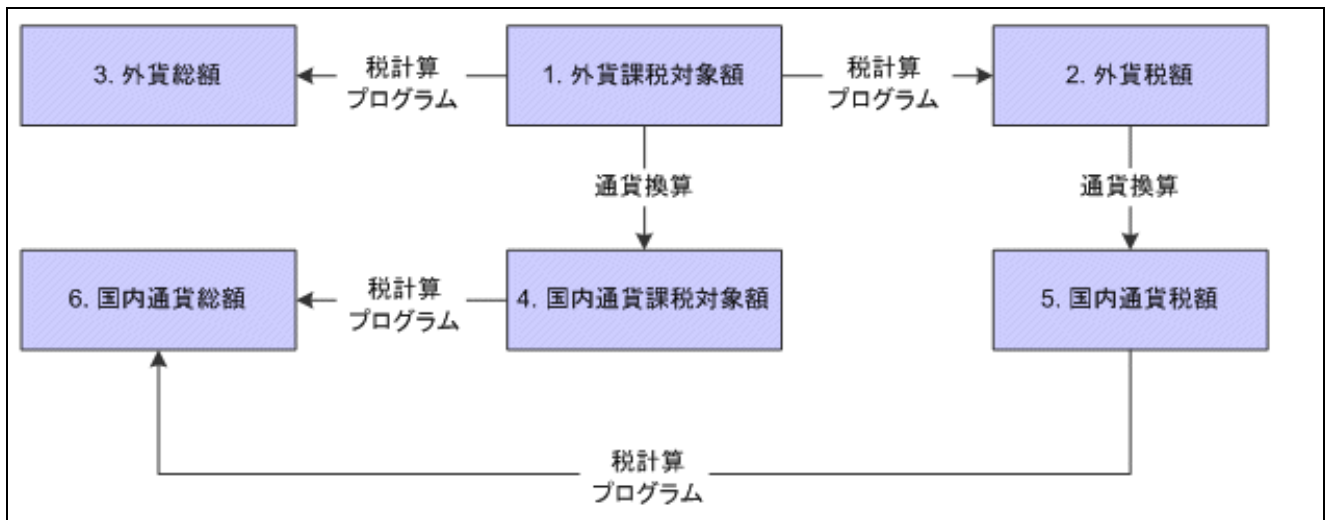 3. 外貨総額
税計算
プログラム
1. 外貨課税対象額
税計算
プログラム
2. 外貨税額
通貨換算
通貨換算
6. 国内通貨総額
税計算
プログラム
4. 国内通貨課税対象額
5. 国内通貨税額
税計算
プログラム